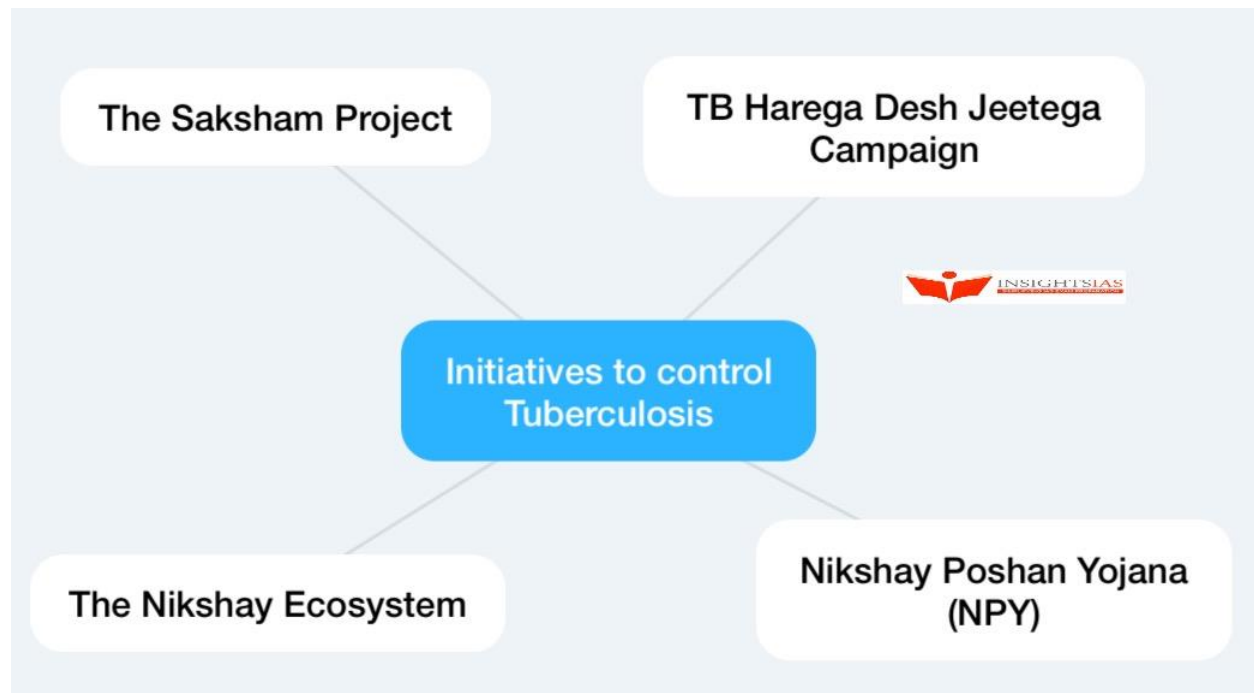 The Saksham Project
TB Harega Desh Jeetega
Campaign
INSIGHTSIAS
Initiatives to control
Tuberculosis
The Nikshay Ecosystem
Nikshay Poshan Yojana
(NPY)